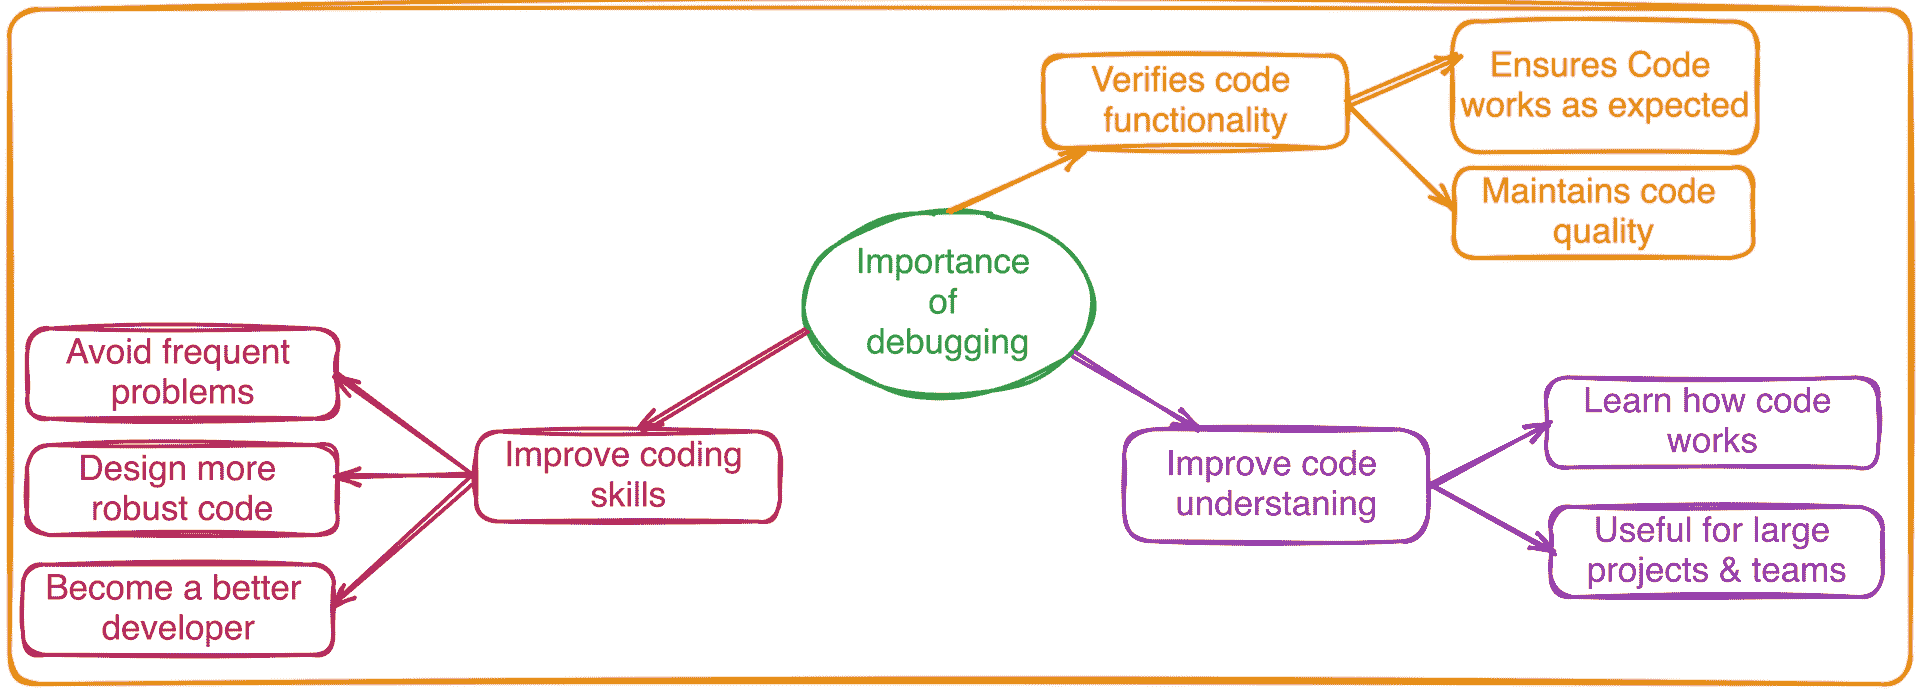 Verifies code
functionality
Ensures Code
works as expected
Maintains code
quality
Importance
of
debugging
Avoid frequent
problems
Design more
robust code
Become a better
developer
Improve coding
skills
Improve code
understaning
Learn how code
works
Useful for large
projects & teams